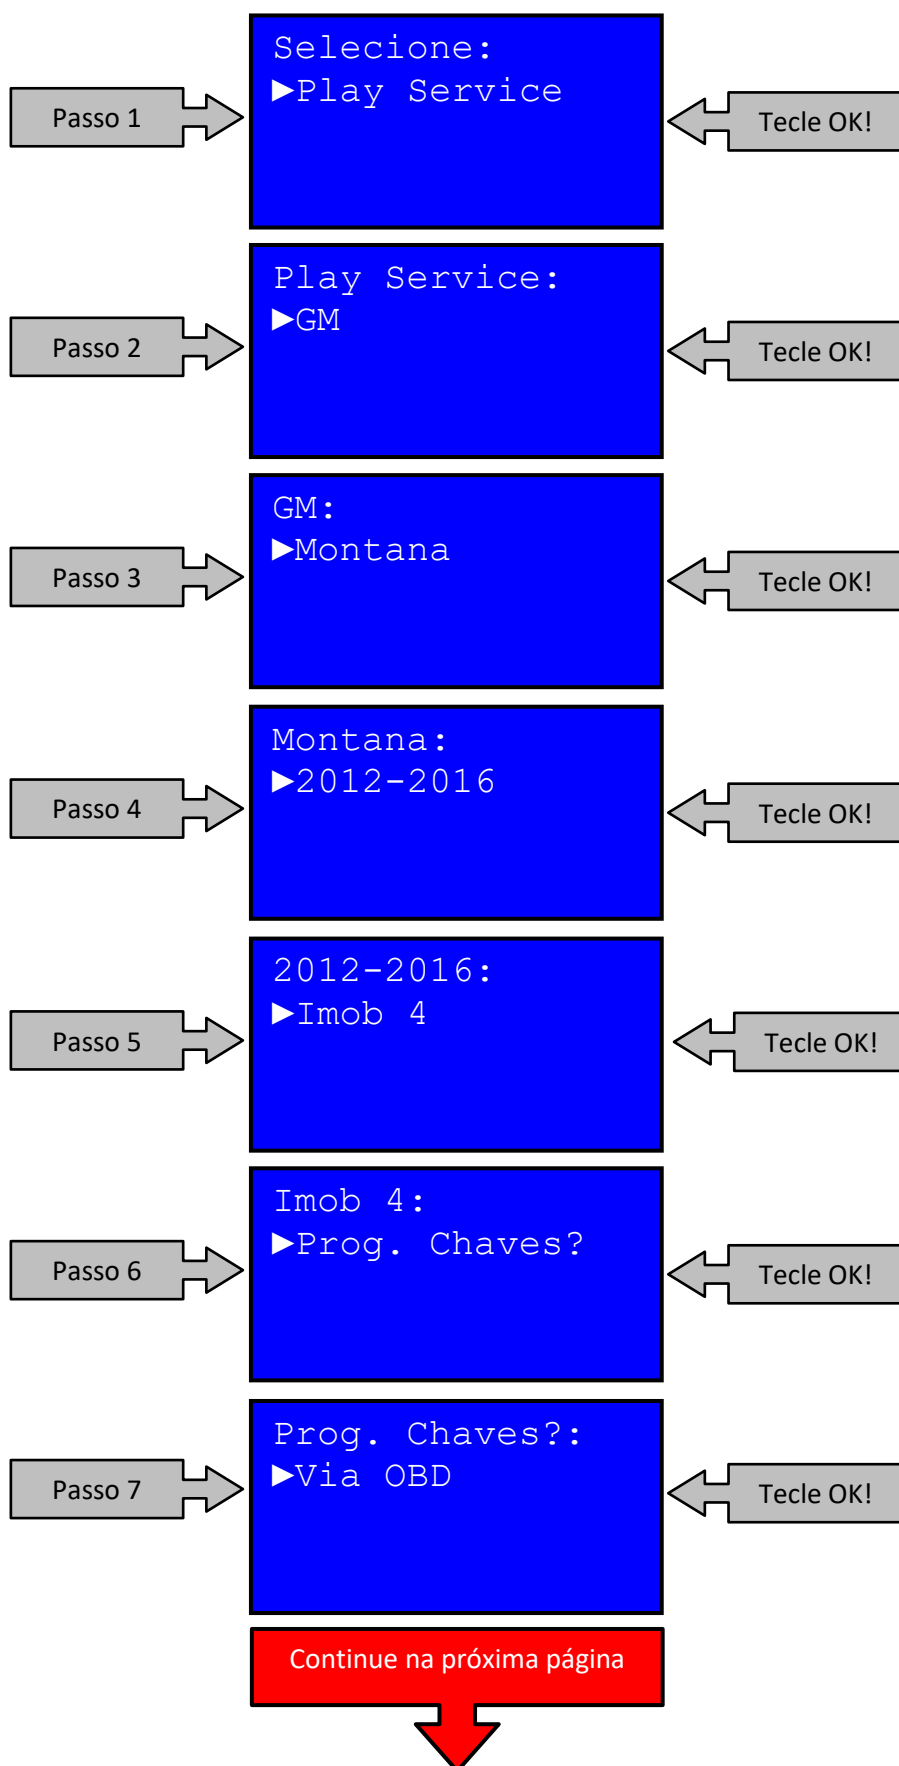 Selecione:
►Play Service
Passo 1
Tecle OK!
Play Service:
►GM
Passo 2
Tecle OK!
GM:
►Montana
Passo 3
Tecle OK!
Montana:
►2012-2016
Passo 4
Tecle OK!
2012-2016:
►Imob 4
Passo 5
Tecle OK!
Imob 4:
►Prog. Chaves?
Passo 6
Tecle OK!
Prog. Chaves?:
►Via OBD
Passo 7
Tecle OK!
Continue na próxima página